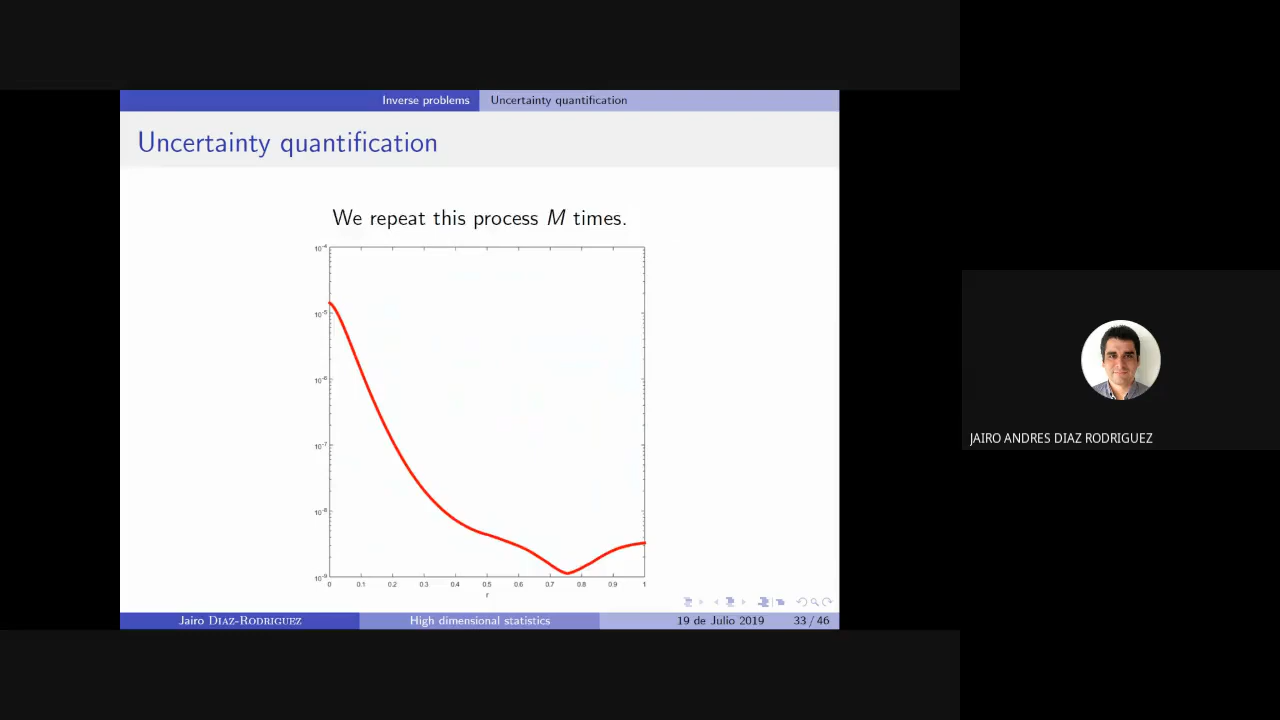 Inverse problems Uncertainty quantification
Uncertainty quantification
We repeat this process M times.
10^-4
10^-5
10^-6
10^-7
10^-8
10^-9
0 0.1 0.2 0.3 0.4 0.5 0.6 0.7 0.8 0.9 1
r
Jairo DIAZ-RODRIGUEZ High dimensional statistics 19 de Julio 2019 33 / 46
JAIRO ANDRES DIAZ RODRIGUEZ